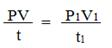 PV/t = P₁V₁/t₁